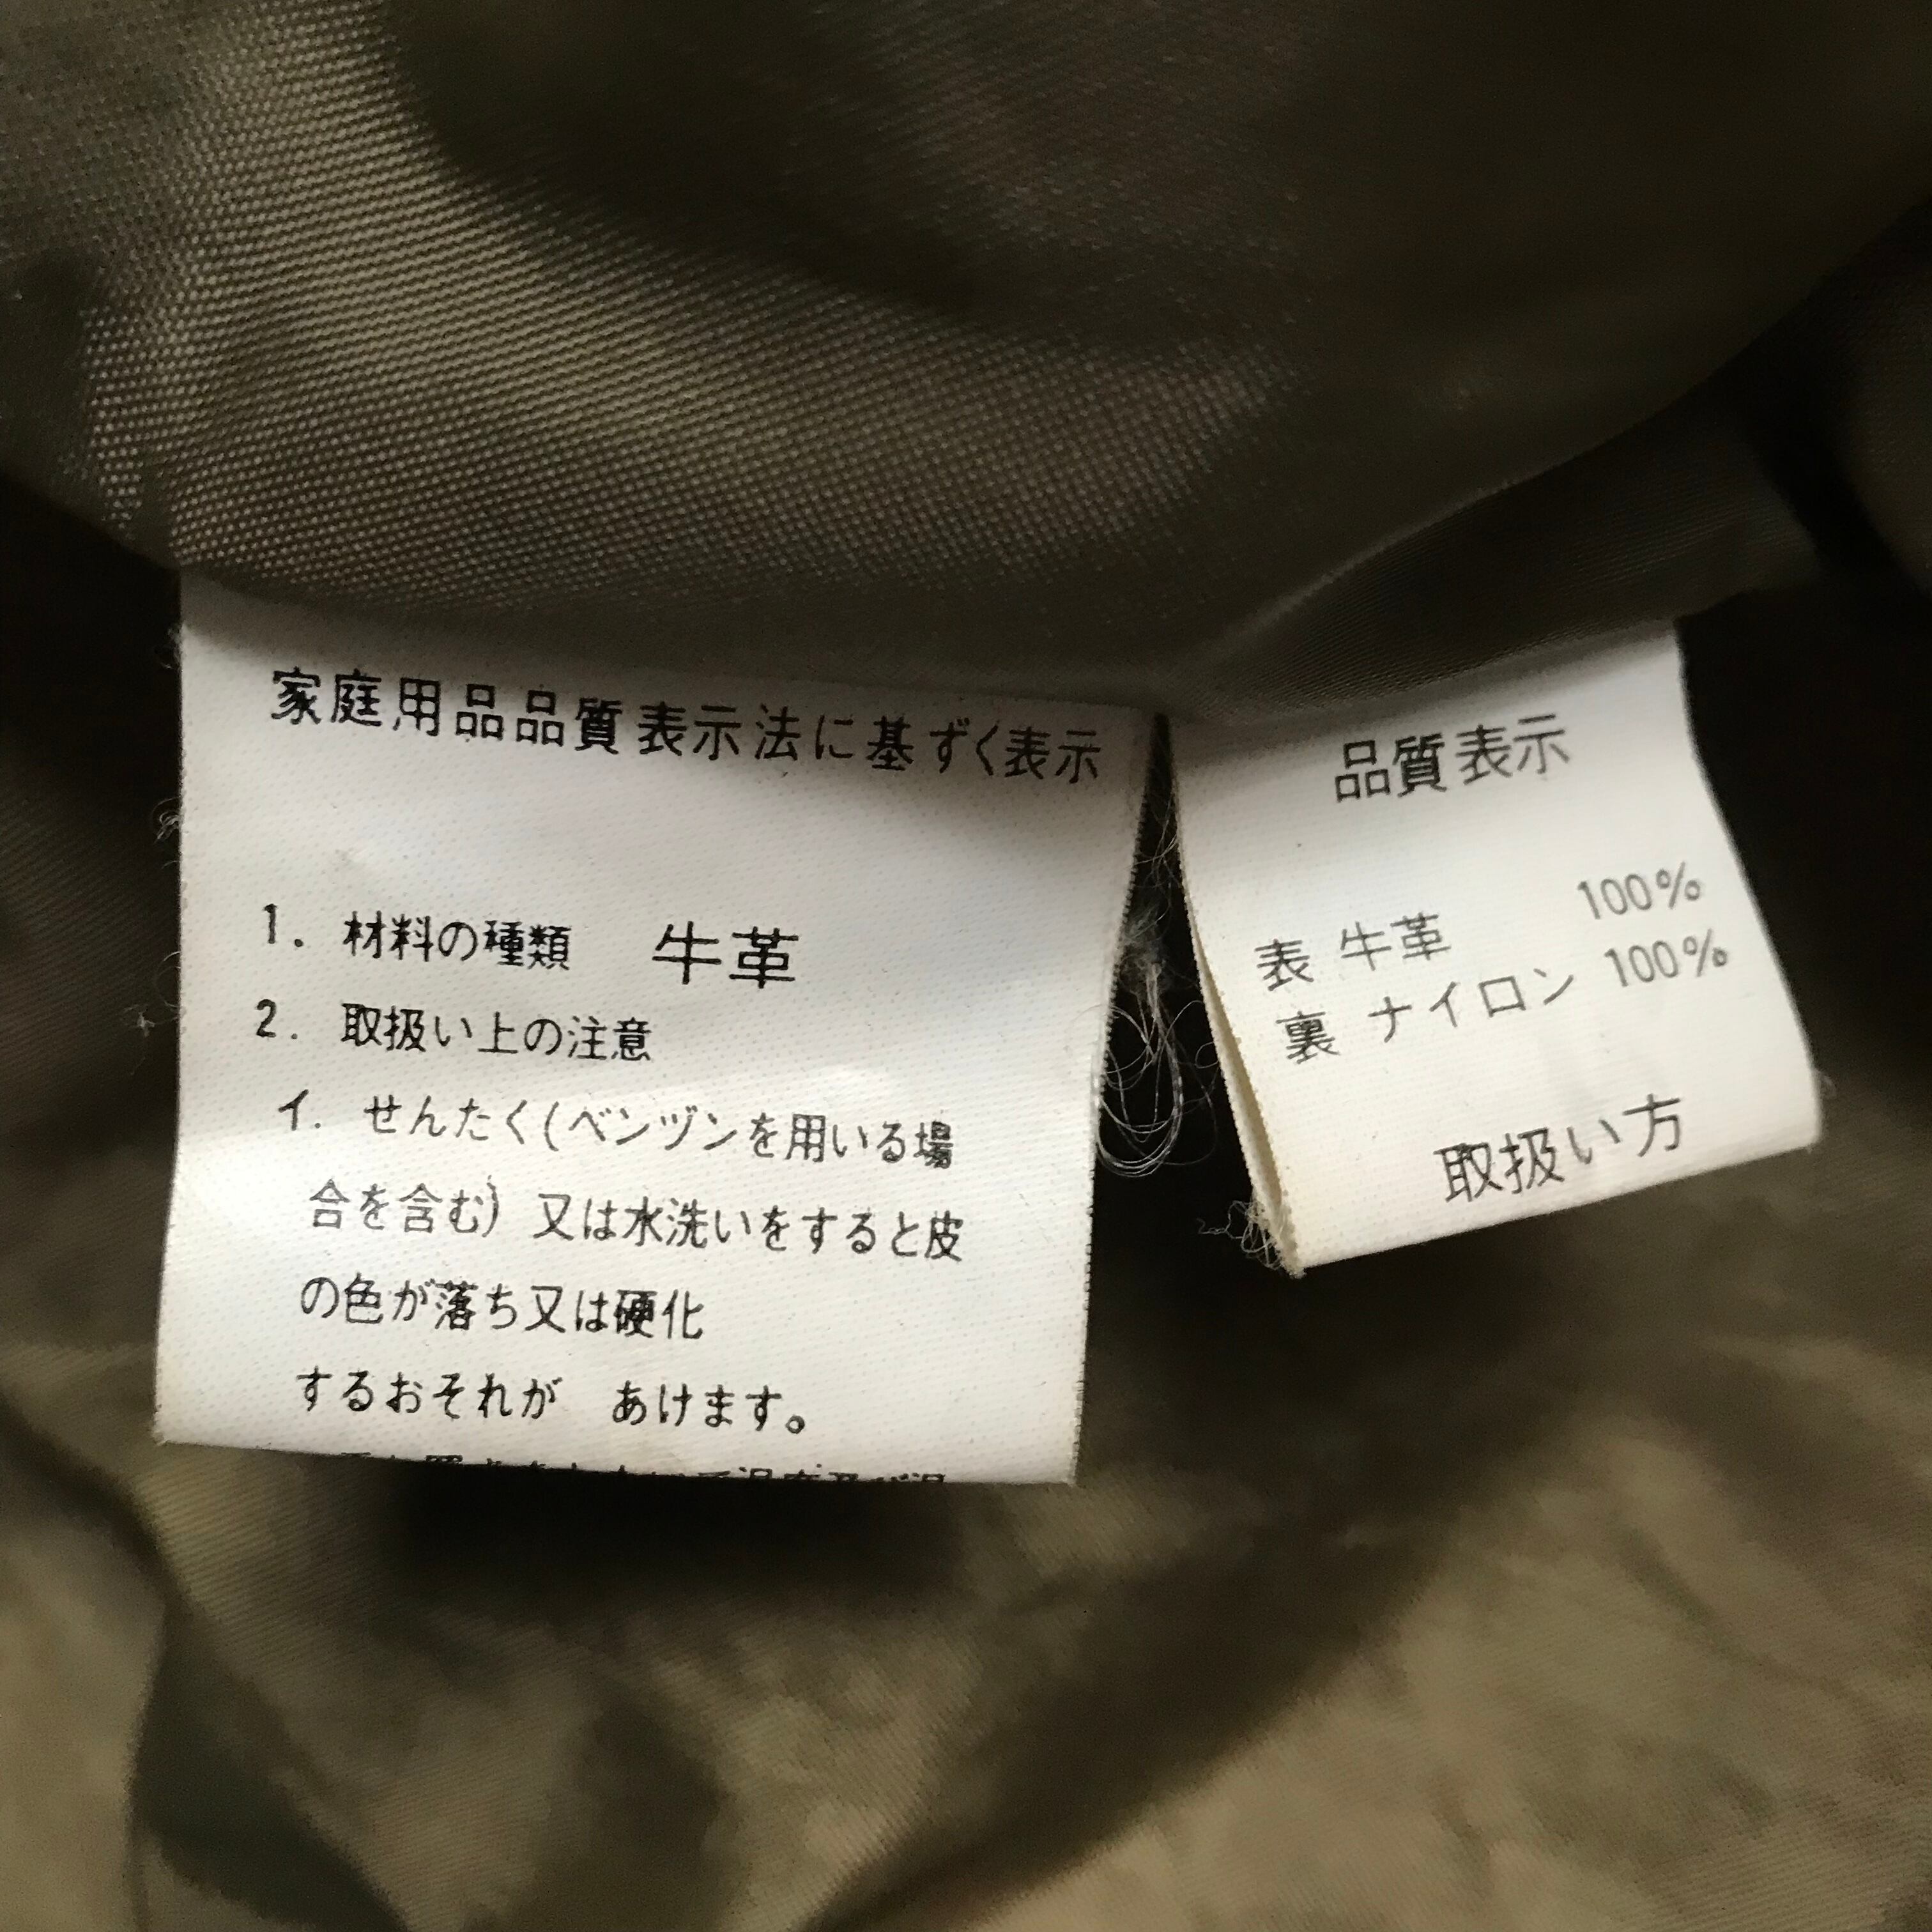 家庭用品品質表示法に基ずく表示
1. 材料の種類 牛革
2. 取扱い上の注意
イ. せんたく(ベンヅンを用いる場
合を含む) 又は水洗いをすると皮
の色が落ち又は硬化
するおそれが あけます。
品質表示
表 牛革 100%
裏 ナイロン 100%
取扱い方